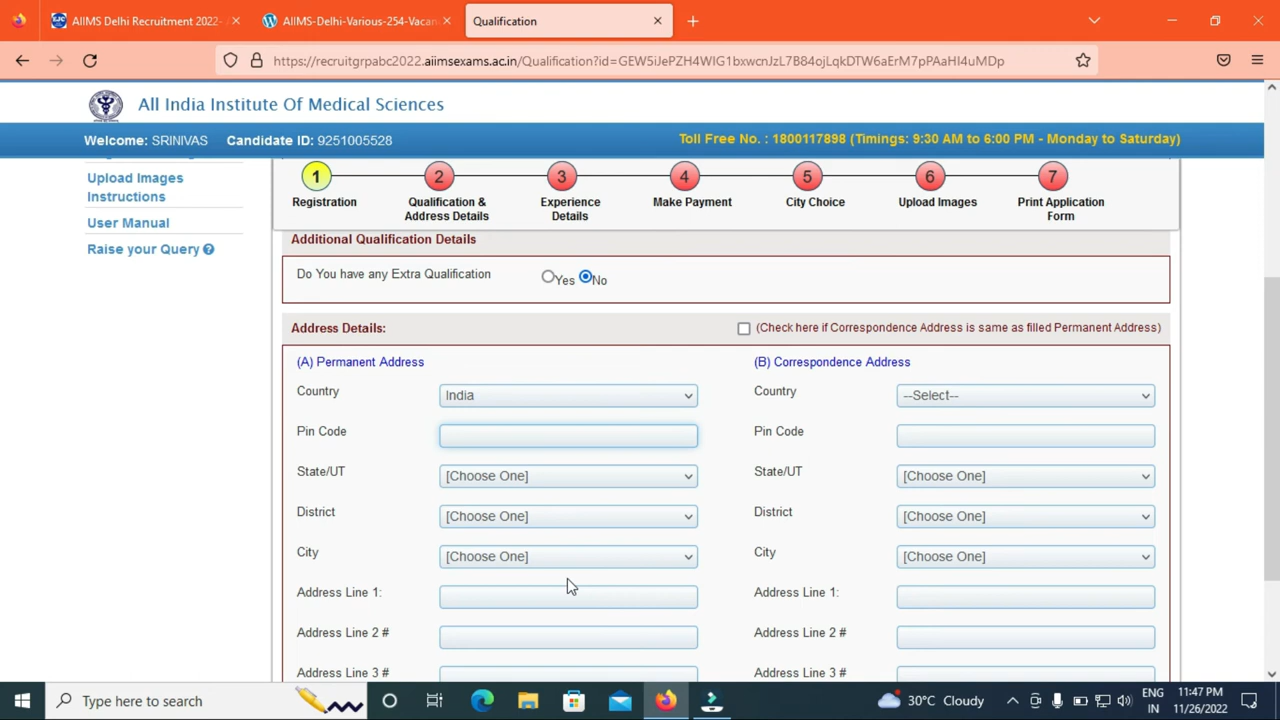 AIIMS Delhi Recruitment 2022-
AIIMS-Delhi-Various-254-Vacan
Qualification
https://recruitgrpabc2022.aiimsexams.ac.in/Qualification?id=GEW5iJePZH4WIG1bxwcnJzL7B84ojLqkDTW6aErM7pPAaHI4uMDp
All India Institute Of Medical Sciences
Welcome: SRINIVAS Candidate ID: 9251005528
Toll Free No. : 1800117898 (Timings: 9:30 AM to 6:00 PM - Monday to Saturday)
Upload Images
Instructions
User Manual
Raise your Query ?
1 2 3 4 5 6 7
Registration
Qualification &
Address Details
Experience
Details
Make Payment
City Choice
Upload Images
Print Application
Form
Additional Qualification Details
Do You have any Extra Qualification Yes No
Address Details: (Check here if Correspondence Address is same as filled Permanent Address)
(A) Permanent Address (B) Correspondence Address
Country India Country --Select--
Pin Code Pin Code
State/UT [Choose One] State/UT [Choose One]
District [Choose One] District [Choose One]
City [Choose One] City [Choose One]
Address Line 1: Address Line 1:
Address Line 2 # Address Line 2 #
Address Line 3 # Address Line 3 #
Type here to search
30°C Cloudy
ENG
IN
11:47 PM
11/26/2022